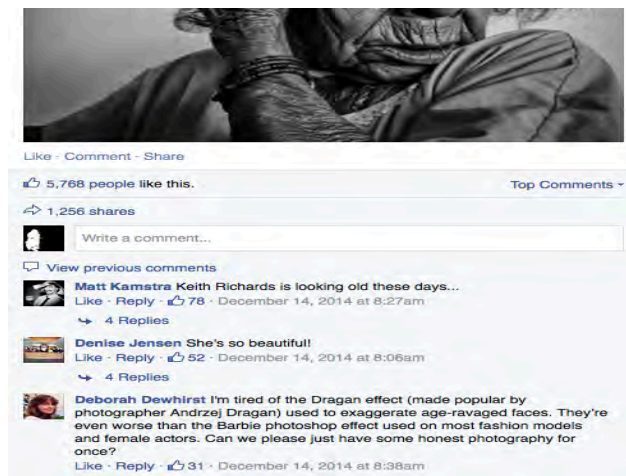 Like · Comment · Share
5,768 people like this. Top Comments
1,256 shares
Write a comment...
View previous comments
Matt Kamstra Keith Richards is looking old these days...
Like · Reply · 78 · December 14, 2014 at 8:27am
4 Replies
Denise Jensen She's so beautiful!
Like · Reply · 52 · December 14, 2014 at 8:06am
4 Replies
Deborah Dewhirst I'm tired of the Dragan effect (made popular by
photographer Andrzej Dragan) used to exaggerate age-ravaged faces. They're
even worse than the Barbie photoshop effect used on most fashion models
and female actors. Can we please just have some honest photography for
once?
Like · Reply · 31 · December 14, 2014 at 8:38am